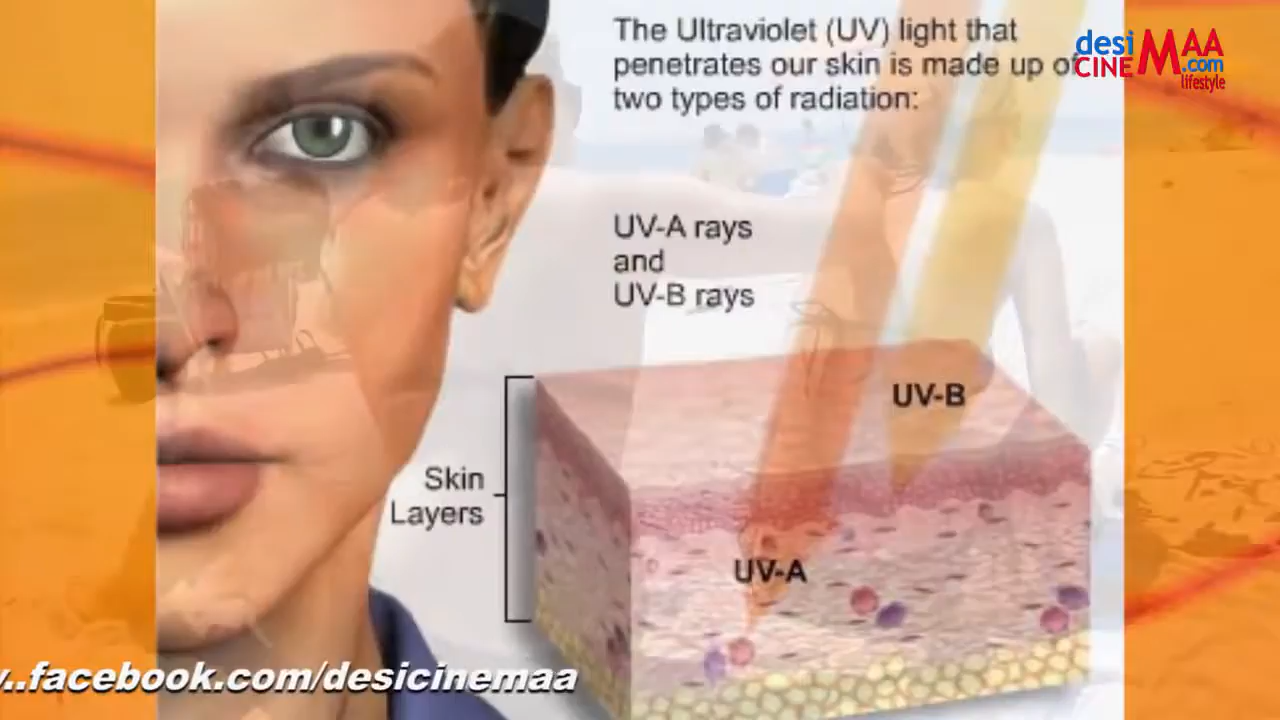 The Ultraviolet (UV) light that
penetrates our skin is made up of
two types of radiation:
desi
CINEMAA
.com
lifestyle
UV-A rays
and
UV-B rays
UV-B
Skin
Layers
UV-A
.facebook.com/desicinemaa